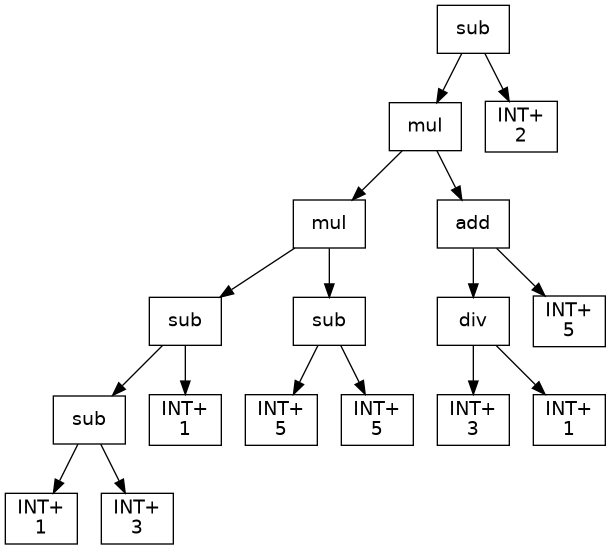 sub
mul
INT+
2
mul
add
sub
sub
div
INT+
5
sub
INT+
1
INT+
5
INT+
5
INT+
3
INT+
1
INT+
1
INT+
3